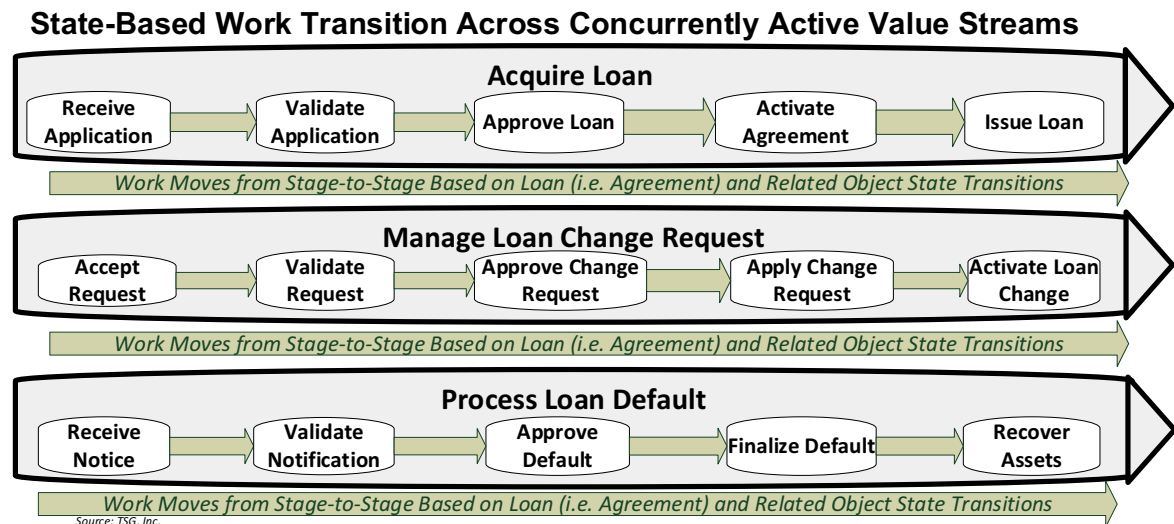 State-Based Work Transition Across Concurrently Active Value Streams
Acquire Loan
Receive
Application
Validate
Application
Approve Loan
Activate
Agreement
Issue Loan
Work Moves from Stage-to-Stage Based on Loan (i.e. Agreement) and Related Object State Transitions
Manage Loan Change Request
Accept
Request
Validate
Request
Approve Change
Request
Apply Change
Request
Activate Loan
Change
Work Moves from Stage-to-Stage Based on Loan (i.e. Agreement) and Related Object State Transitions
Process Loan Default
Receive
Notice
Validate
Notification
Approve
Default
Finalize Default
Recover
Assets
Work Moves from Stage-to-Stage Based on Loan (i.e. Agreement) and Related Object State Transitions
Source: TSG, Inc.